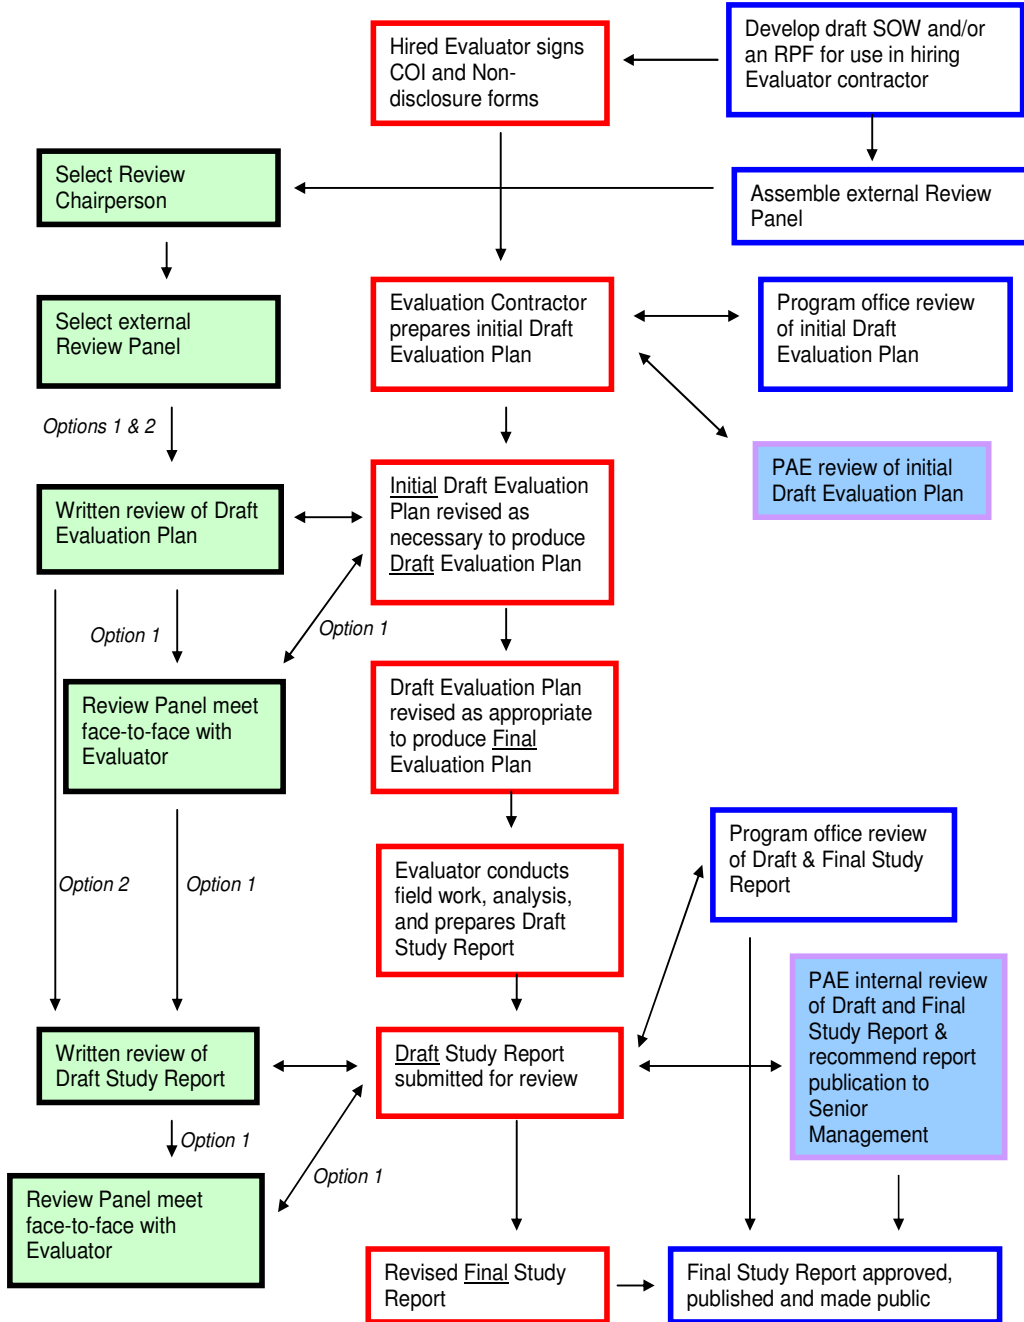 Hired Evaluator signs
COI and Non-
disclosure forms
Develop draft SOW and/or
an RPF for use in hiring
Evaluator contractor
Select Review
Chairperson
Assemble external Review
Panel
Select external
Review Panel
Evaluation Contractor
prepares initial Draft
Evaluation Plan
Program office review
of initial Draft
Evaluation Plan
Options 1 & 2
PAE review of initial
Draft Evaluation Plan
Written review of Draft
Evaluation Plan
Initial Draft Evaluation
Plan revised as
necessary to produce
Draft Evaluation Plan
Option 1
Option 1
Review Panel meet
face-to-face with
Evaluator
Draft Evaluation Plan
revised as appropriate
to produce Final
Evaluation Plan
Option 2
Option 1
Evaluator conducts
field work, analysis,
and prepares Draft
Study Report
Program office review
of Draft & Final Study
Report
PAE internal review
of Draft and Final
Study Report &
recommend report
publication to
Senior
Management
Written review of
Draft Study Report
Draft Study Report
submitted for review
Option 1
Option 1
Review Panel meet
face-to-face with
Evaluator
Revised Final Study
Report
Final Study Report approved,
published and made public